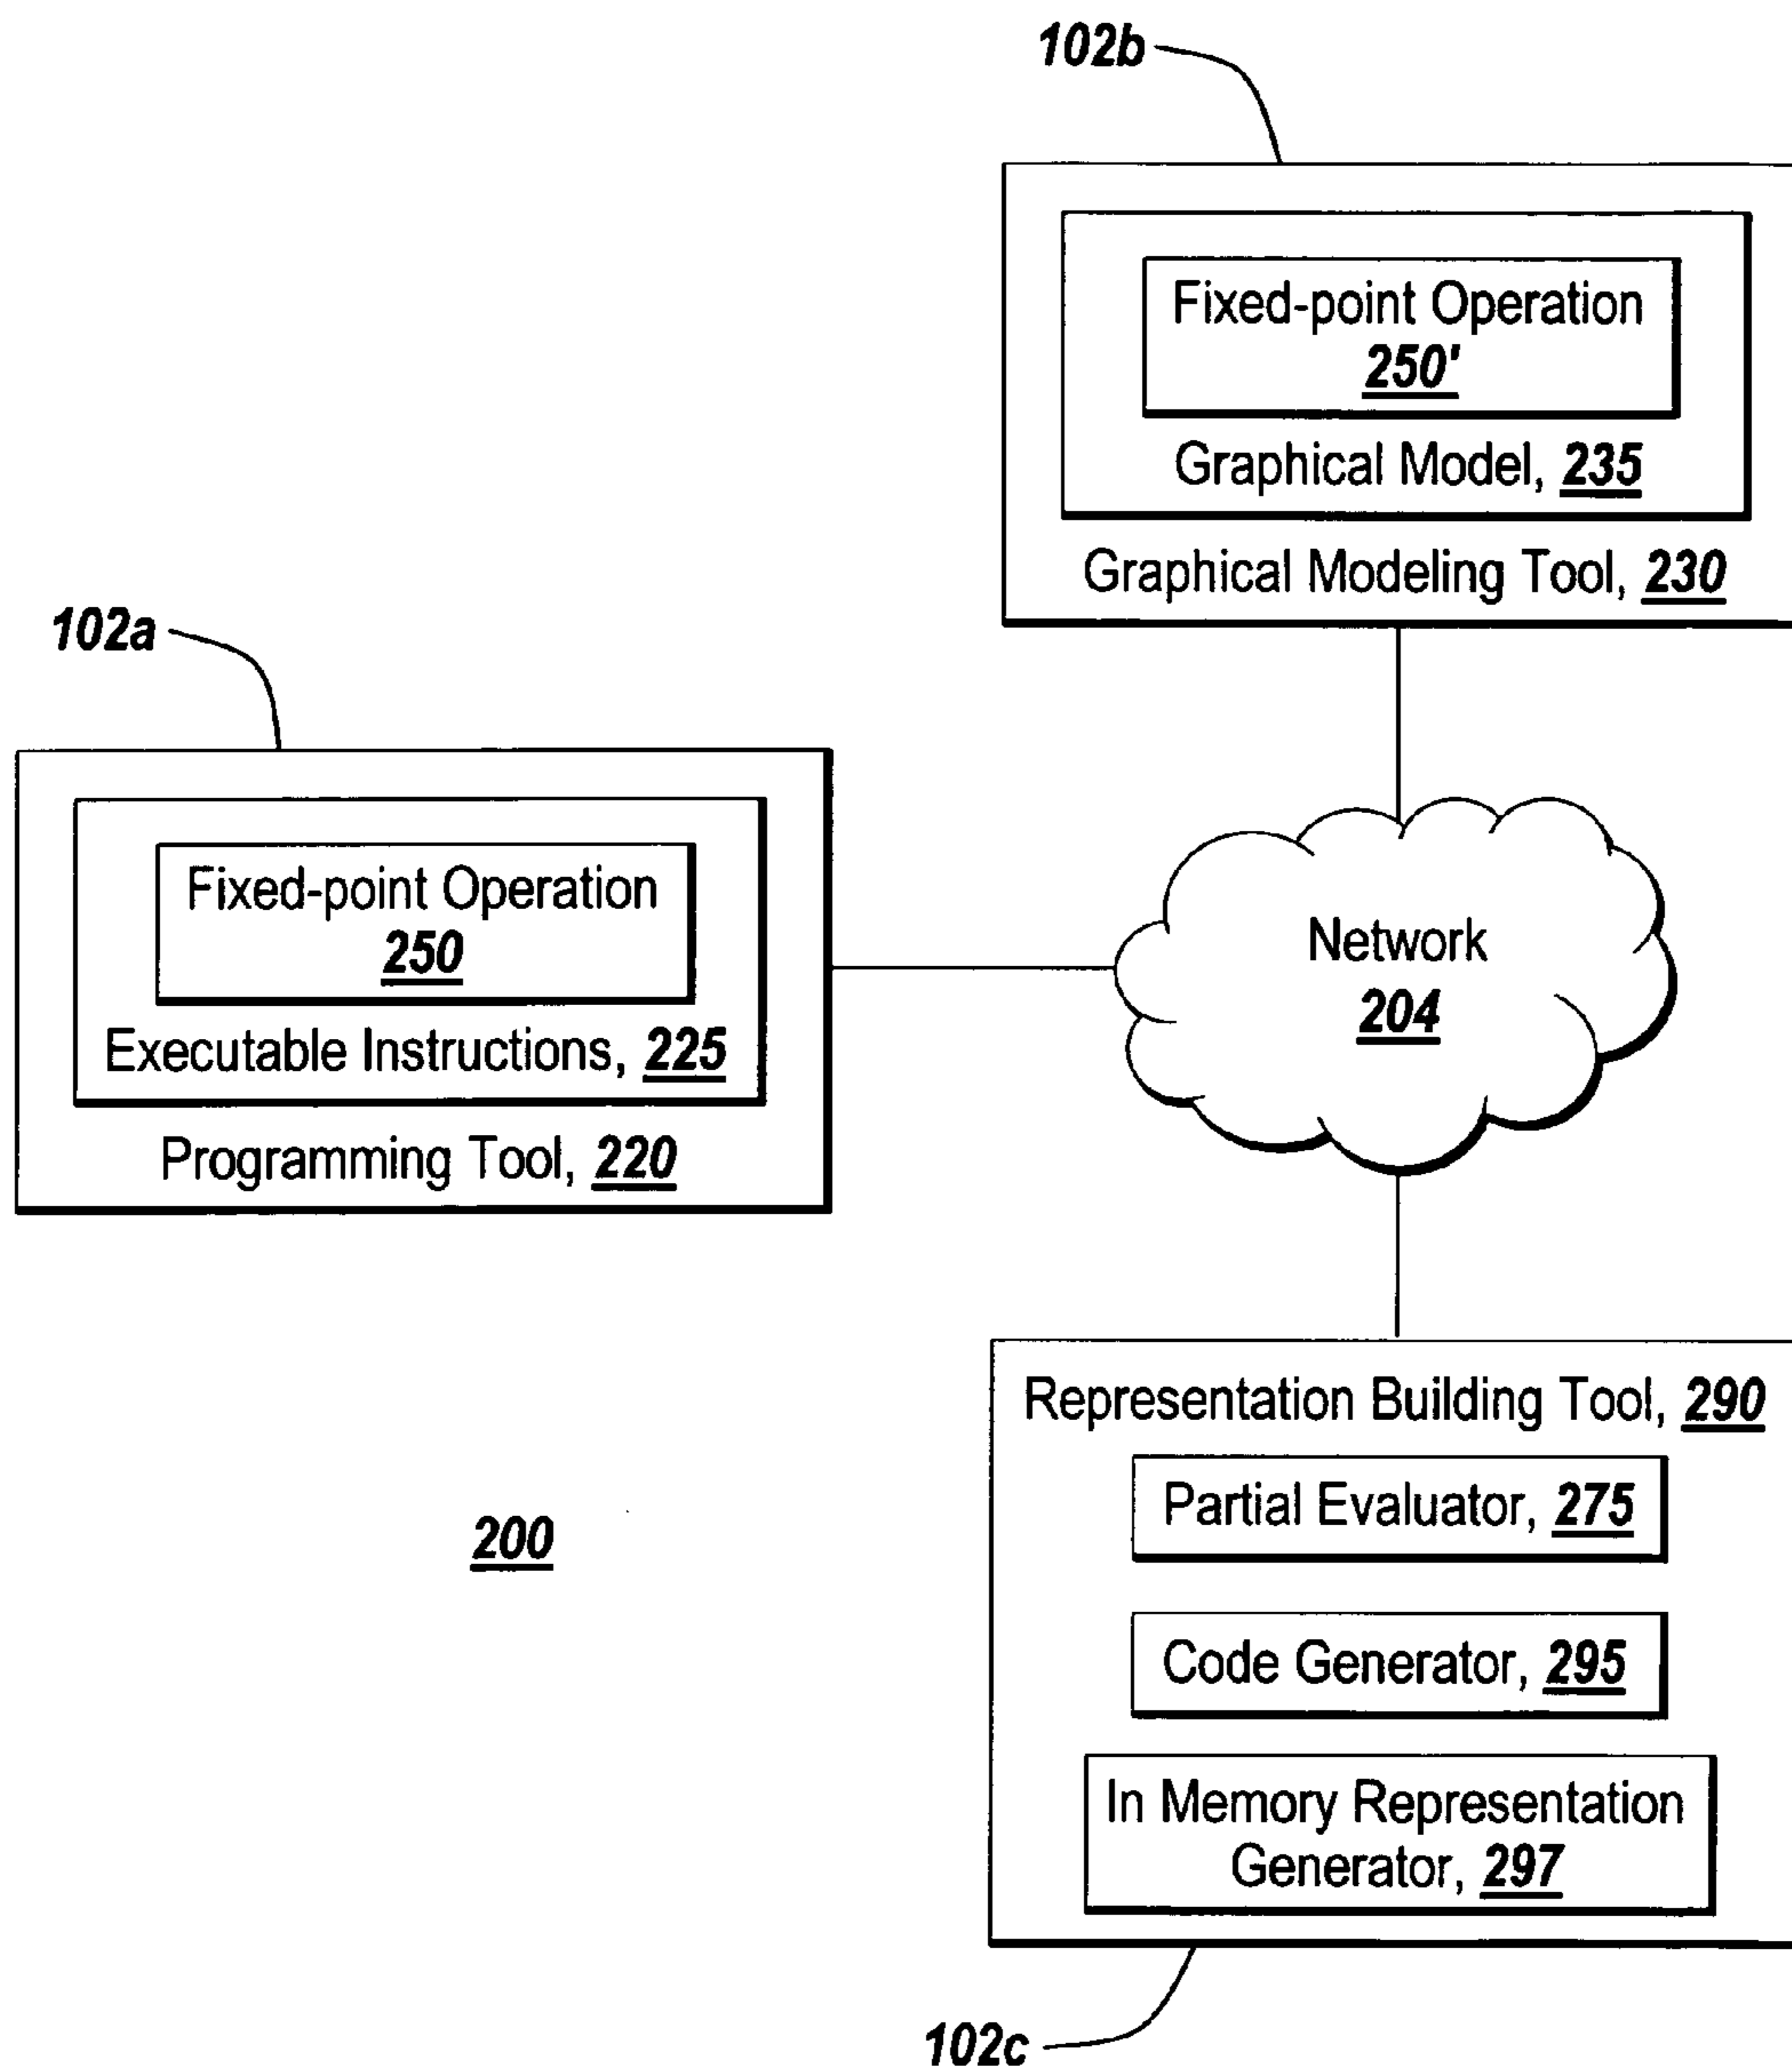 102b
Fixed-point Operation
250'
Graphical Model, 235
Graphical Modeling Tool, 230
102a
Fixed-point Operation
250
Executable Instructions, 225
Programming Tool, 220
Network
204
Representation Building Tool, 290
Partial Evaluator, 275
Code Generator, 295
In Memory Representation
Generator, 297
200
102c